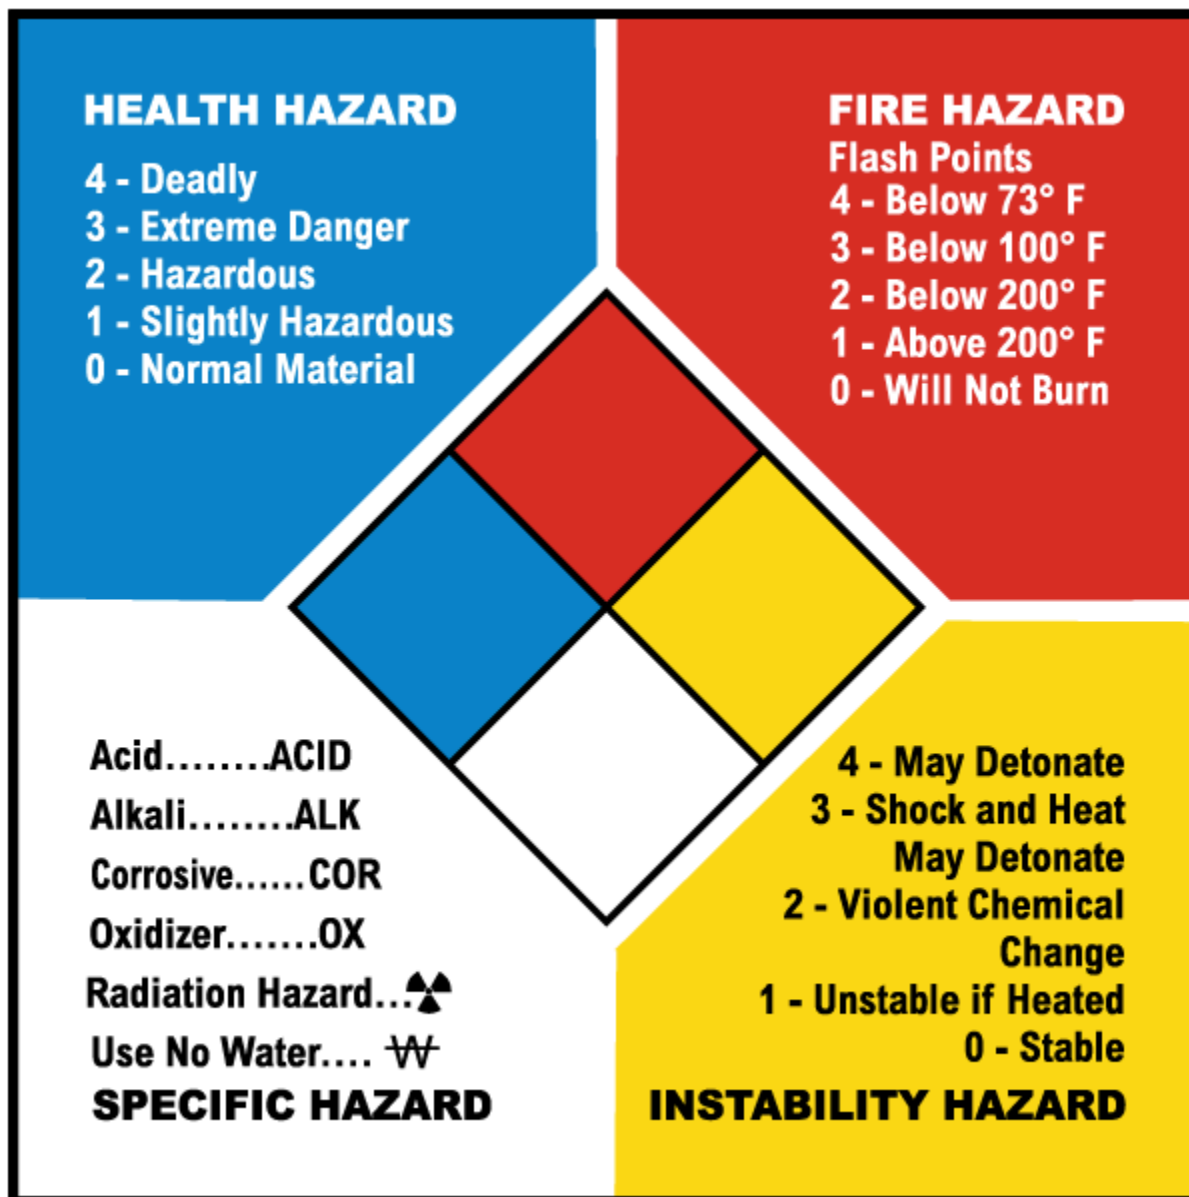 HEALTH HAZARD
4 - Deadly
3 - Extreme Danger
2 - Hazardous
1 - Slightly Hazardous
0 - Normal Material
FIRE HAZARD
Flash Points
4 - Below 73° F
3 - Below 100° F
2 - Below 200° F
1 - Above 200° F
0 - Will Not Burn
Acid........ACID
Alkali........ALK
Corrosive......COR
Oxidizer.......OX
Radiation Hazard...☢
Use No Water.... W̶
SPECIFIC HAZARD
4 - May Detonate
3 - Shock and Heat
May Detonate
2 - Violent Chemical
Change
1 - Unstable if Heated
0 - Stable
INSTABILITY HAZARD